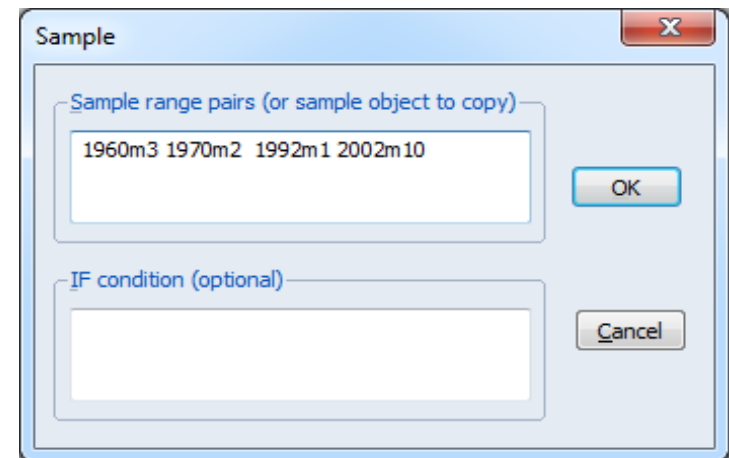 Sample
Sample range pairs (or sample object to copy)
1960m3 1970m2  1992m1 2002m10
OK
IF condition (optional)
Cancel